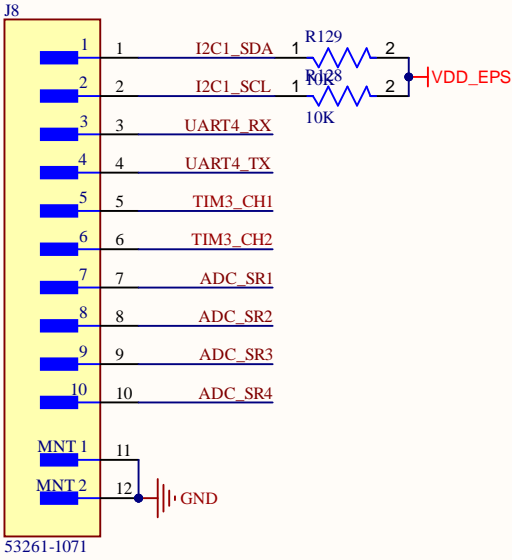 J8
R129
1 1 I2C1_SDA 1 2
10K
R128
VDD_EPS
2 2 I2C1_SCL 1 2
10K
3 3 UART4_RX
4 4 UART4_TX
5 5 TIM3_CH1
6 6 TIM3_CH2
7 7 ADC_SR1
8 8 ADC_SR2
9 9 ADC_SR3
10 10 ADC_SR4
MNT 1 11
MNT 2 12 GND
53261-1071